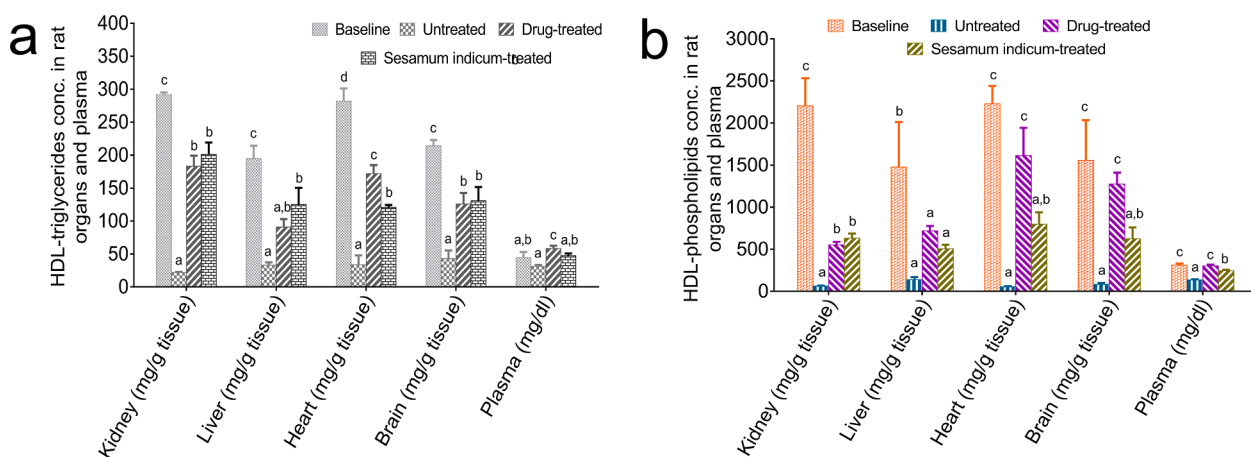 a
HDL-triglycerides conc. in rat
organs and plasma
400
350
300
250
200
150
100
50
0
Baseline
Untreated
Drug-treated
Sesamum indicum-treated
b
c
a
b
b
c
a
a,b
b
d
a
c
b
c
a
b
b
a,b
a
c
a,b
Kidney (mg/g tissue)
Liver (mg/g tissue)
Heart (mg/g tissue)
Brain (mg/g tissue)
Plasma (mg/dl)
b
HDL-phospholipids conc. in rat
organs and plasma
3000
2500
2000
1500
1000
500
0
Baseline
Untreated
Drug-treated
Sesamum indicum-treated
c
a
b
b
b
a
a
a
c
a
c
a,b
c
a
c
a,b
c
a
c
b
Kidney (mg/g tissue)
Liver (mg/g tissue)
Heart (mg/g tissue)
Brain (mg/g tissue)
Plasma (mg/dl)